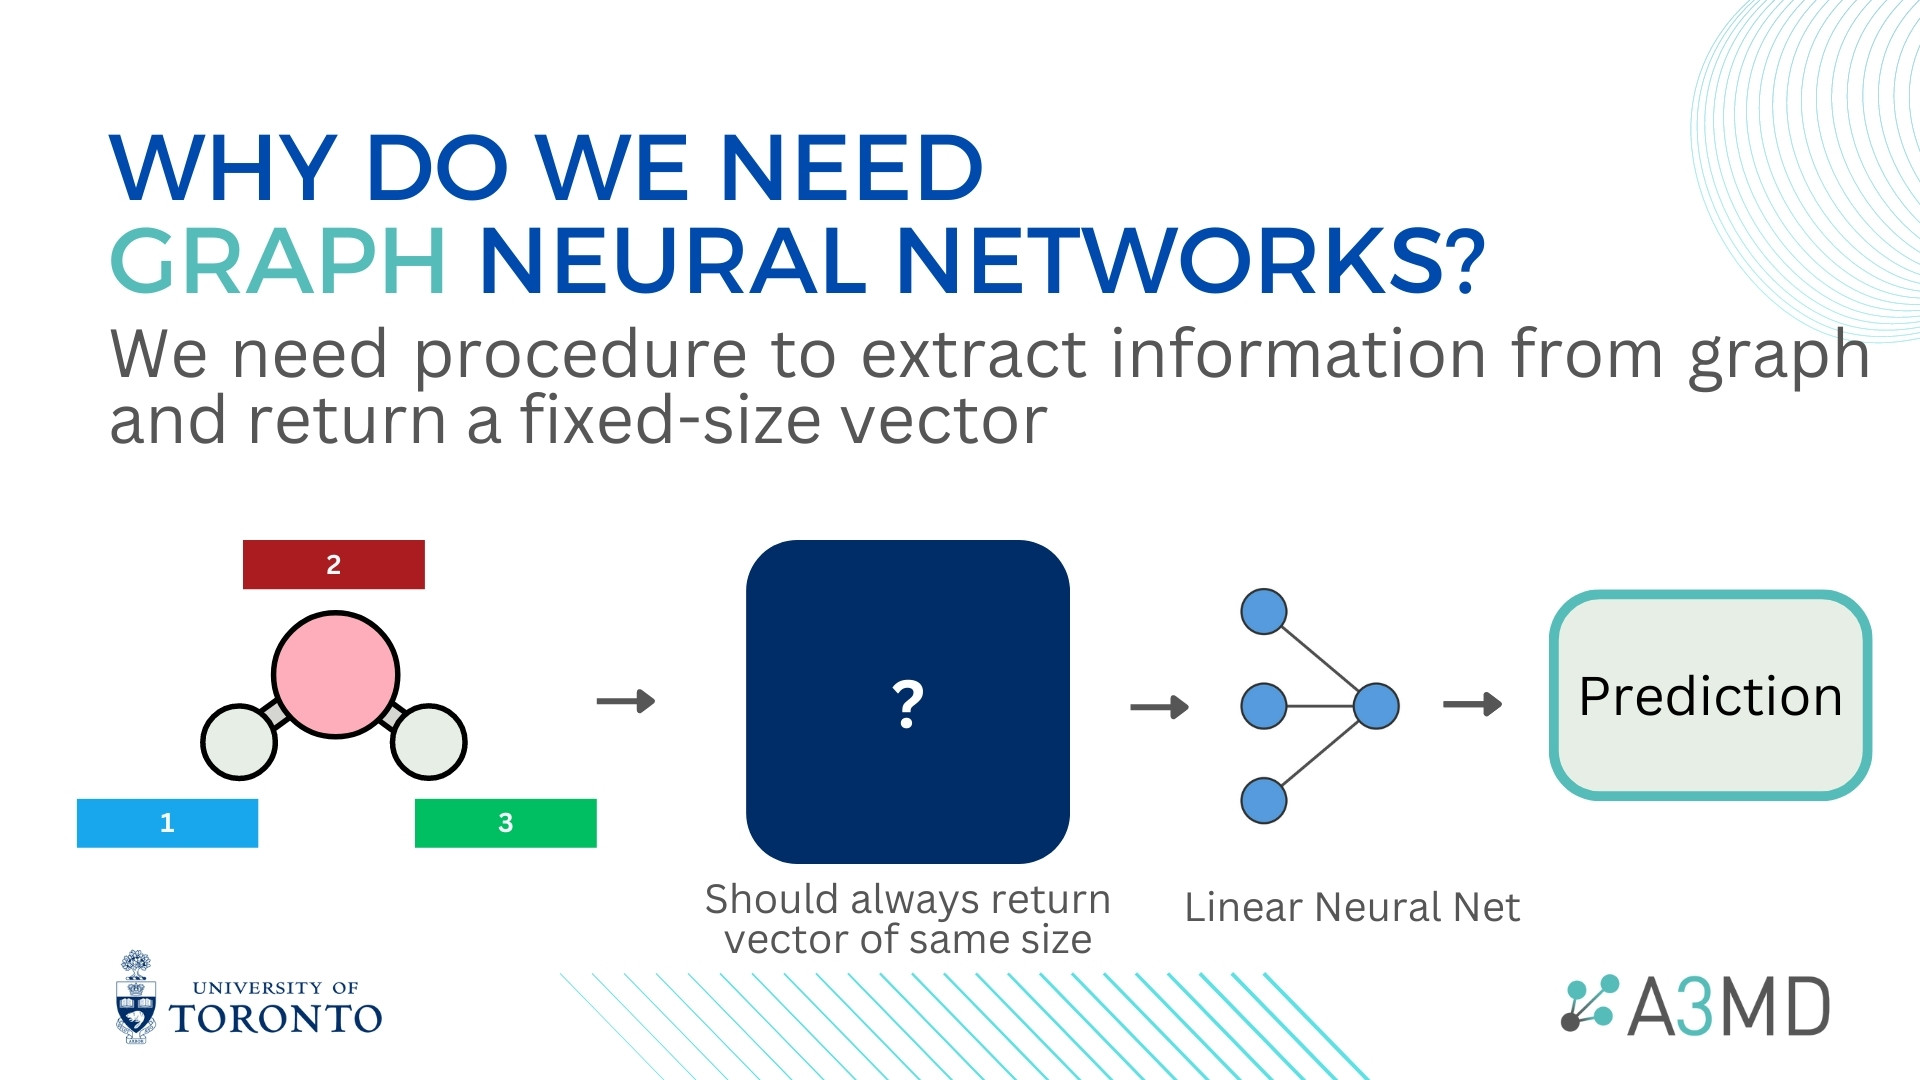 WHY DO WE NEED
GRAPH NEURAL NETWORKS?
We need procedure to extract information from graph
and return a fixed-size vector
2
1
3
?
Should always return
vector of same size
Linear Neural Net
Prediction
UNIVERSITY OF
TORONTO
A3MD